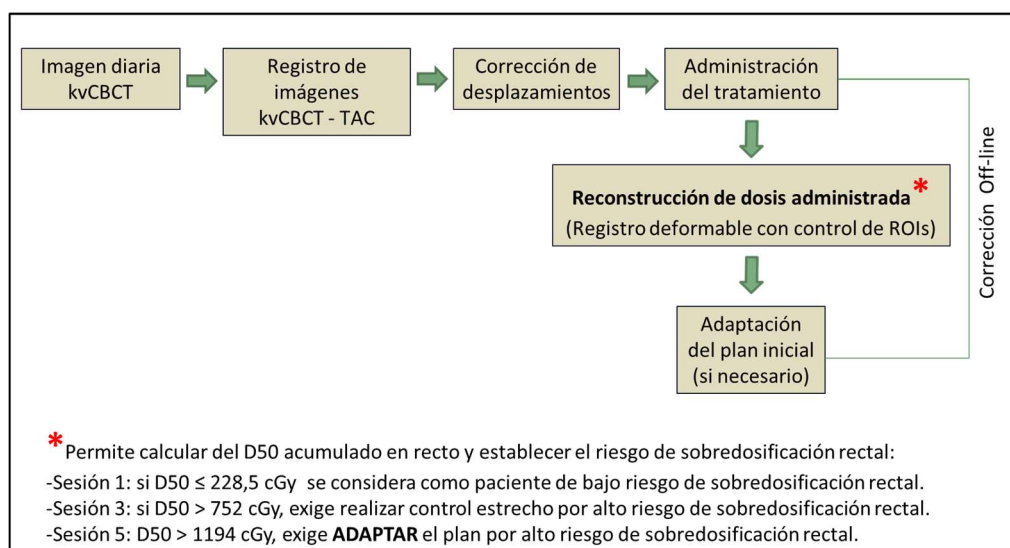 Imagen diaria
kvCBCT
Registro de
imágenes
kvCBCT - TAC
Corrección de
desplazamientos
Administración
del tratamiento
Reconstrucción de dosis administrada*
(Registro deformable con control de ROIs)
Adaptación
del plan inicial
(si necesario)
Corrección Off-line
*Permite calcular del D50 acumulado en recto y establecer el riesgo de sobredosificación rectal:
-Sesión 1: si D50 ≤ 228,5 cGy se considera como paciente de bajo riesgo de sobredosificación rectal.
-Sesión 3: si D50 > 752 cGy, exige realizar control estrecho por alto riesgo de sobredosificación rectal.
-Sesión 5: D50 > 1194 cGy, exige ADAPTAR el plan por alto riesgo de sobredosificación rectal.